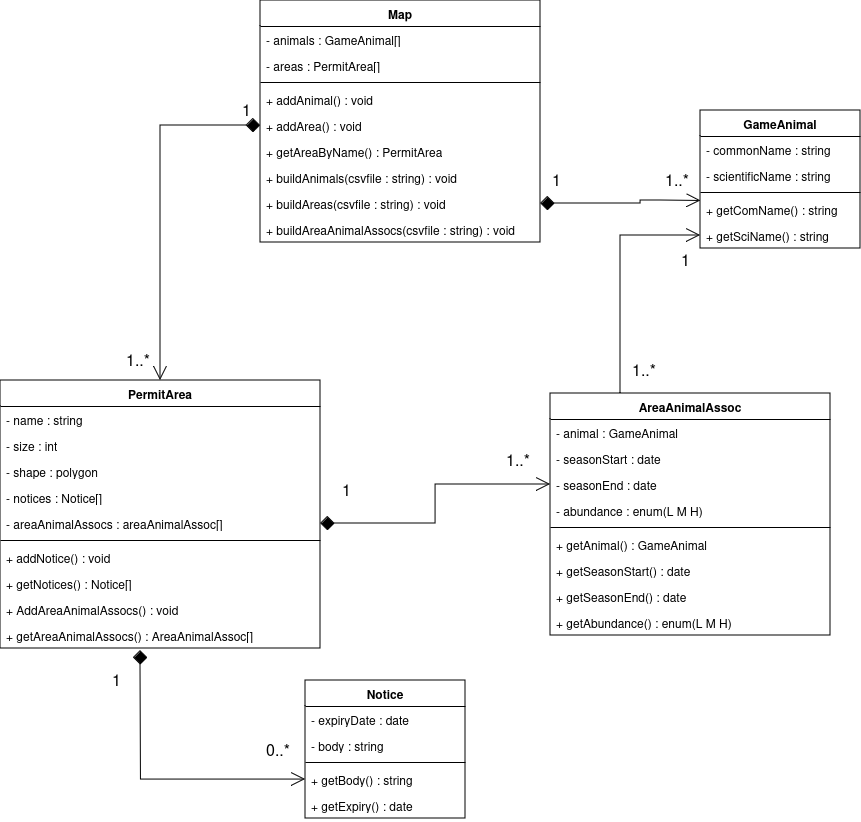 Map
- animals : GameAnimal[]
- areas : PermitArea[]
+ addAnimal() : void
+ addArea() : void
+ getAreaByName() : PermitArea
+ buildAnimals(csvfile : string) : void
+ buildAreas(csvfile : string) : void
+ buildAreaAnimalAssocs(csvfile : string) : void
1
1
1..*
GameAnimal
- commonName : string
- scientificName : string
+ getComName() : string
+ getSciName() : string
1
1..*
1..*
PermitArea
- name : string
- size : int
- shape : polygon
- notices : Notice[]
- areaAnimalAssocs : areaAnimalAssoc[]
+ addNotice() : void
+ getNotices() : Notice[]
+ AddAreaAnimalAssocs() : void
+ getAreaAnimalAssocs() : AreaAnimalAssoc[]
1
1..*
AreaAnimalAssoc
- animal : GameAnimal
- seasonStart : date
- seasonEnd : date
- abundance : enum(L M H)
+ getAnimal() : GameAnimal
+ getSeasonStart() : date
+ getSeasonEnd() : date
+ getAbundance() : enum(L M H)
1
0..*
Notice
- expiryDate : date
- body : string
+ getBody() : string
+ getExpiry() : date